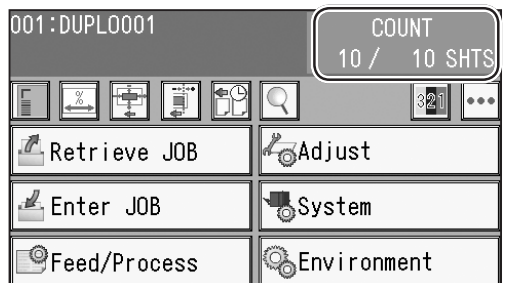 001:DUPLO001
COUNT
10 / 10 SHTS
%
321
Retrieve JOB
Adjust
Enter JOB
System
Feed/Process
Environment